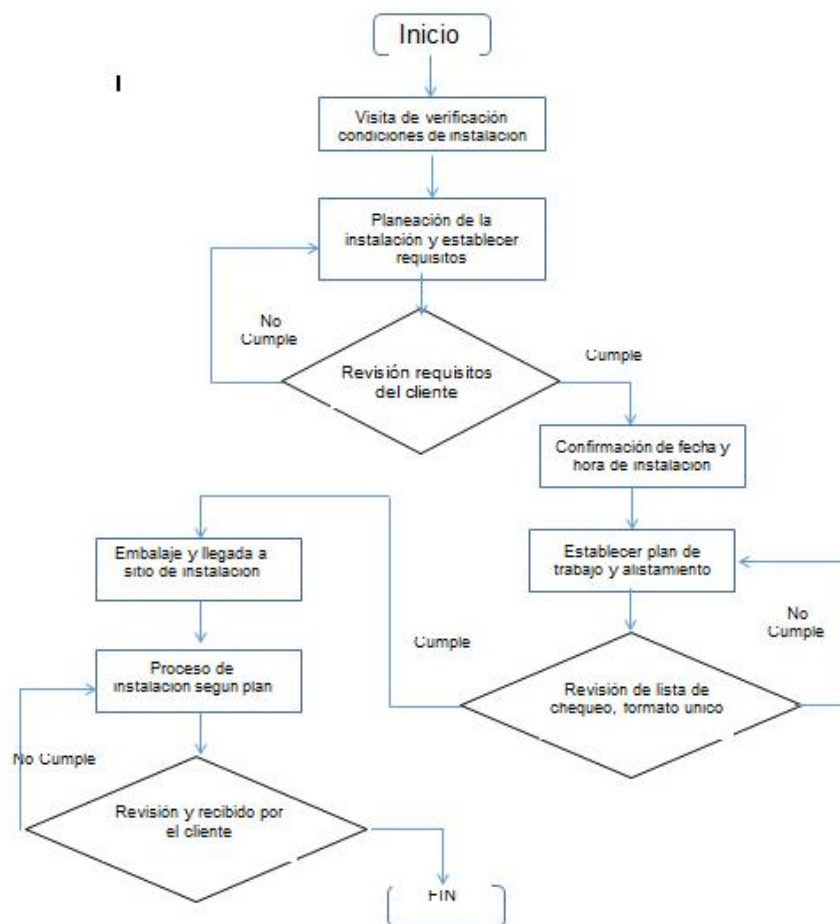 Inicio
I
Visita de verificación
condiciones de instalacion
Planeación de la
instalación y establecer
requisitos
No
Cumple
Revisión requisitos
del cliente
Cumple
Confirmación de fecha y
hora de instalacion
Establecer plan de
trabajo y alistamiento
No
Cumple
Revisión de lista de
chequeo, formato unico
Cumple
Embalaje y llegada a
sitio de instalacion
Proceso de
instalacion segun plan
No Cumple
Revisión y recibido por
el cliente
FIN